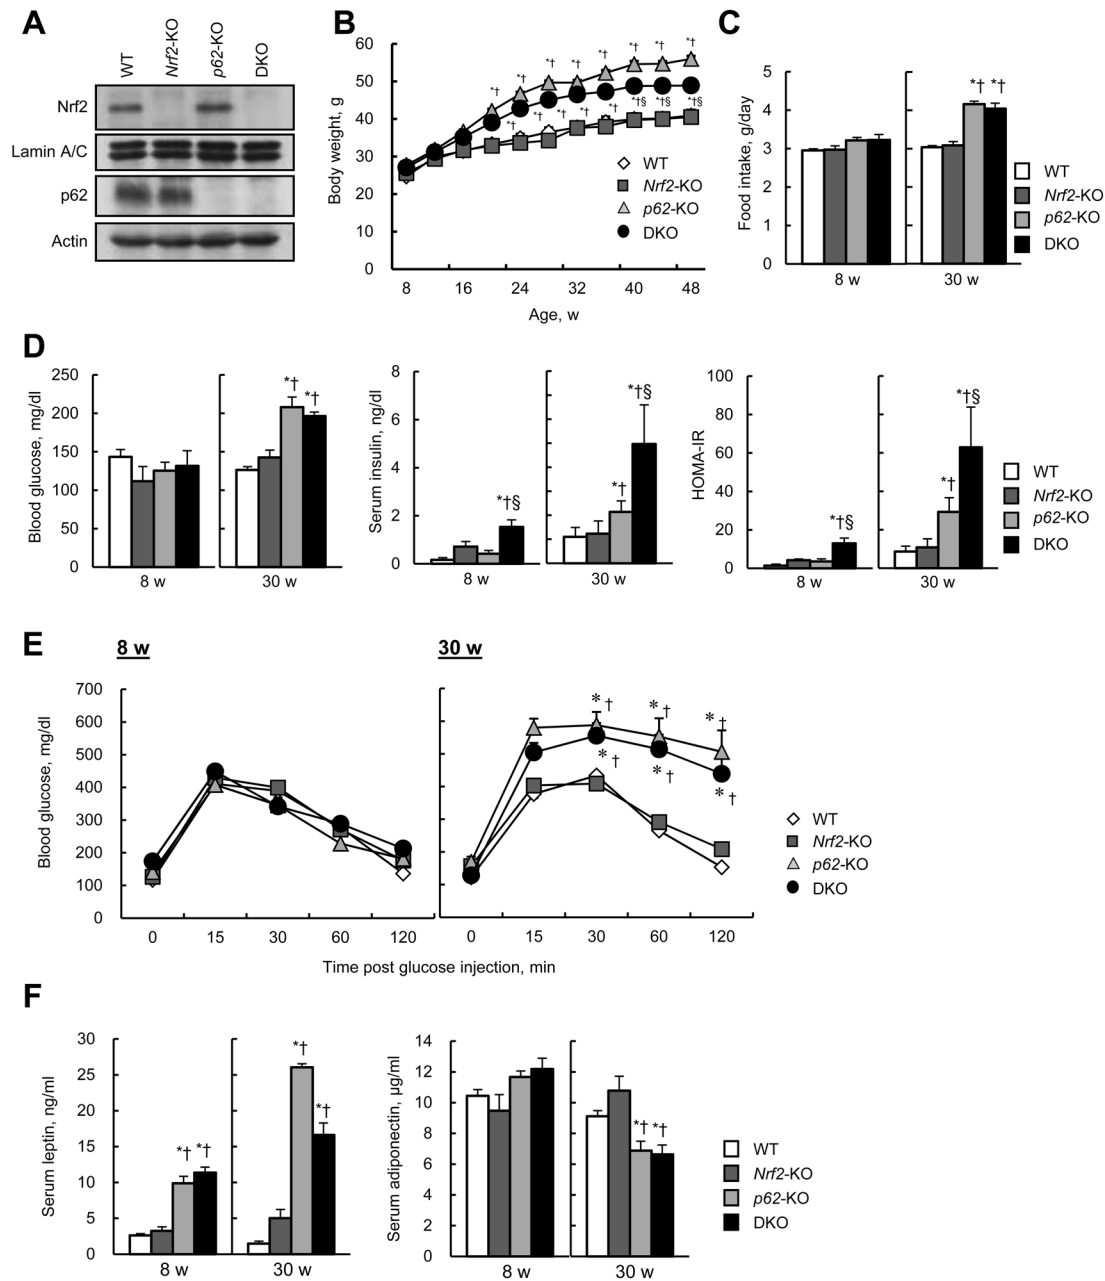 A
WT
Nrf2-KO
p62-KO
DKO
Nrf2
Lamin A/C
p62
Actin
B
Body weight, g
60
50
40
30
20
10
0
*†
*†
*†
*†
*†
*†
*†
*†
*†
*†
*†
*†
*†
*†§
*†§
*†§
8
16
24
32
40
48
Age, w
WT
Nrf2-KO
p62-KO
DKO
C
Food intake, g/day
5
4
3
2
1
0
*† *†
8 w
30 w
WT
Nrf2-KO
p62-KO
DKO
D
Blood glucose, mg/dl
250
200
150
100
50
0
*†
*†
8 w
30 w
Serum insulin, ng/dl
8
6
4
2
0
*†§
*†
*†§
8 w
30 w
HOMA-IR
100
80
60
40
20
0
*†§
*†
*†§
8 w
30 w
WT
Nrf2-KO
p62-KO
DKO
E
8 w
30 w
Blood glucose, mg/dl
700
600
500
400
300
200
100
0
* †
* †
* †
* †
* †
* †
0
15
30
60
120
0
15
30
60
120
Time post glucose injection, min
WT
Nrf2-KO
p62-KO
DKO
F
Serum leptin, ng/ml
30
25
20
15
10
5
0
*†
*†
*†
*†
8 w
30 w
Serum adiponectin, µg/ml
14
12
10
8
6
4
2
0
*† *†
8 w
30 w
WT
Nrf2-KO
p62-KO
DKO